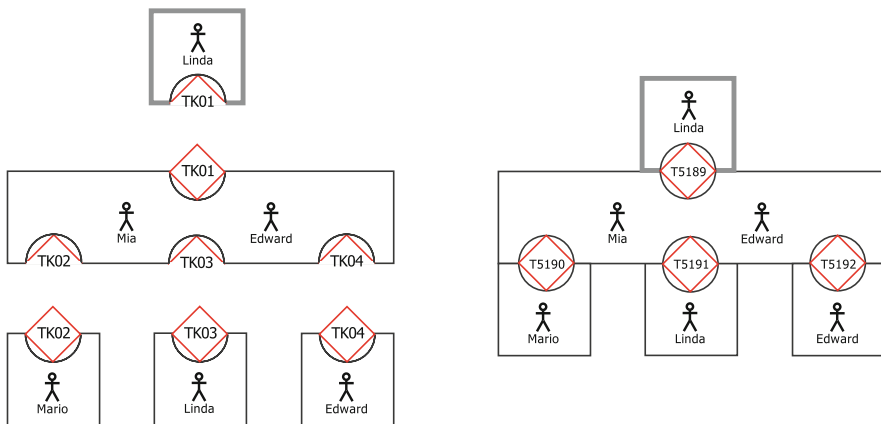 Linda
TK01
TK01
Mia
Edward
TK02
TK03
TK04
TK02
TK03
TK04
Mario
Linda
Edward
Linda
T5189
Mia
Edward
T5190
T5191
T5192
Mario
Linda
Edward